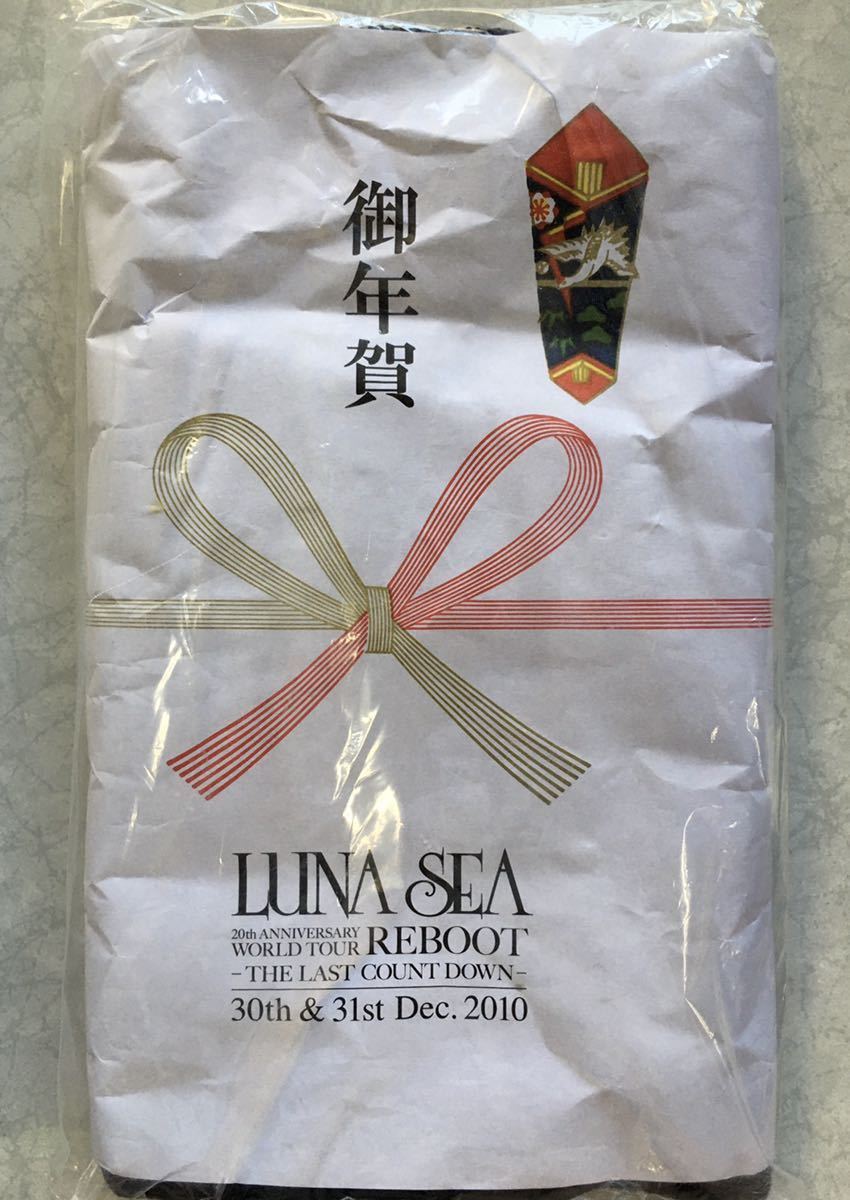 御年賀
LUNA SEA
20th ANNIVERSARY
WORLD TOUR REBOOT
-THE LAST COUNT DOWN-
30th & 31st Dec. 2010